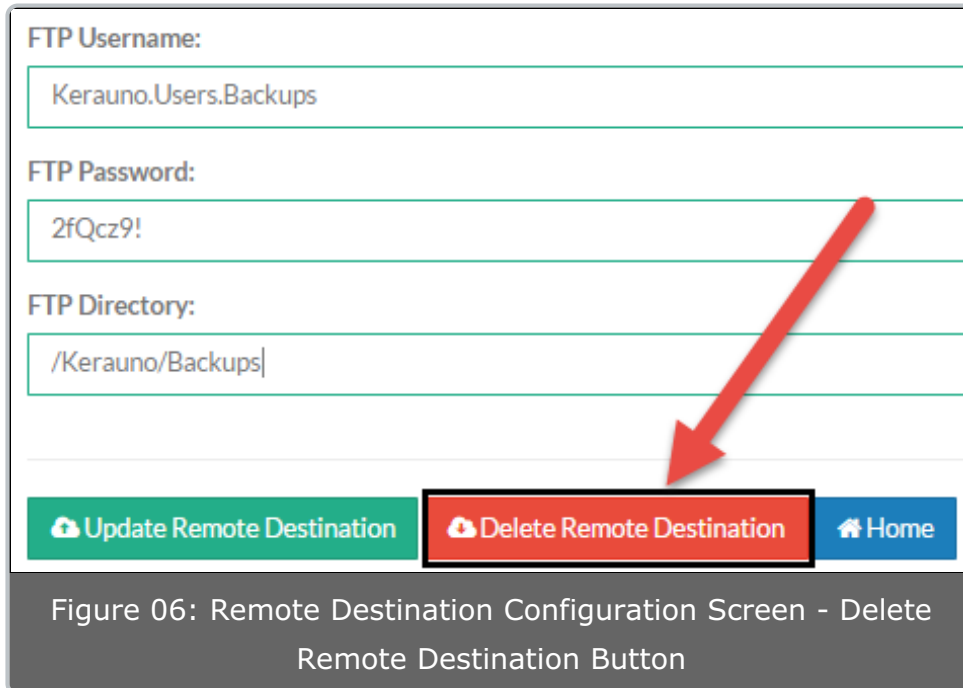 FTP Username:
Kerauno.Users.Backups
FTP Password:
2fQcz9!
FTP Directory:
/Kerauno/Backups
Update Remote Destination Delete Remote Destination Home
Figure 06: Remote Destination Configuration Screen - Delete
Remote Destination Button